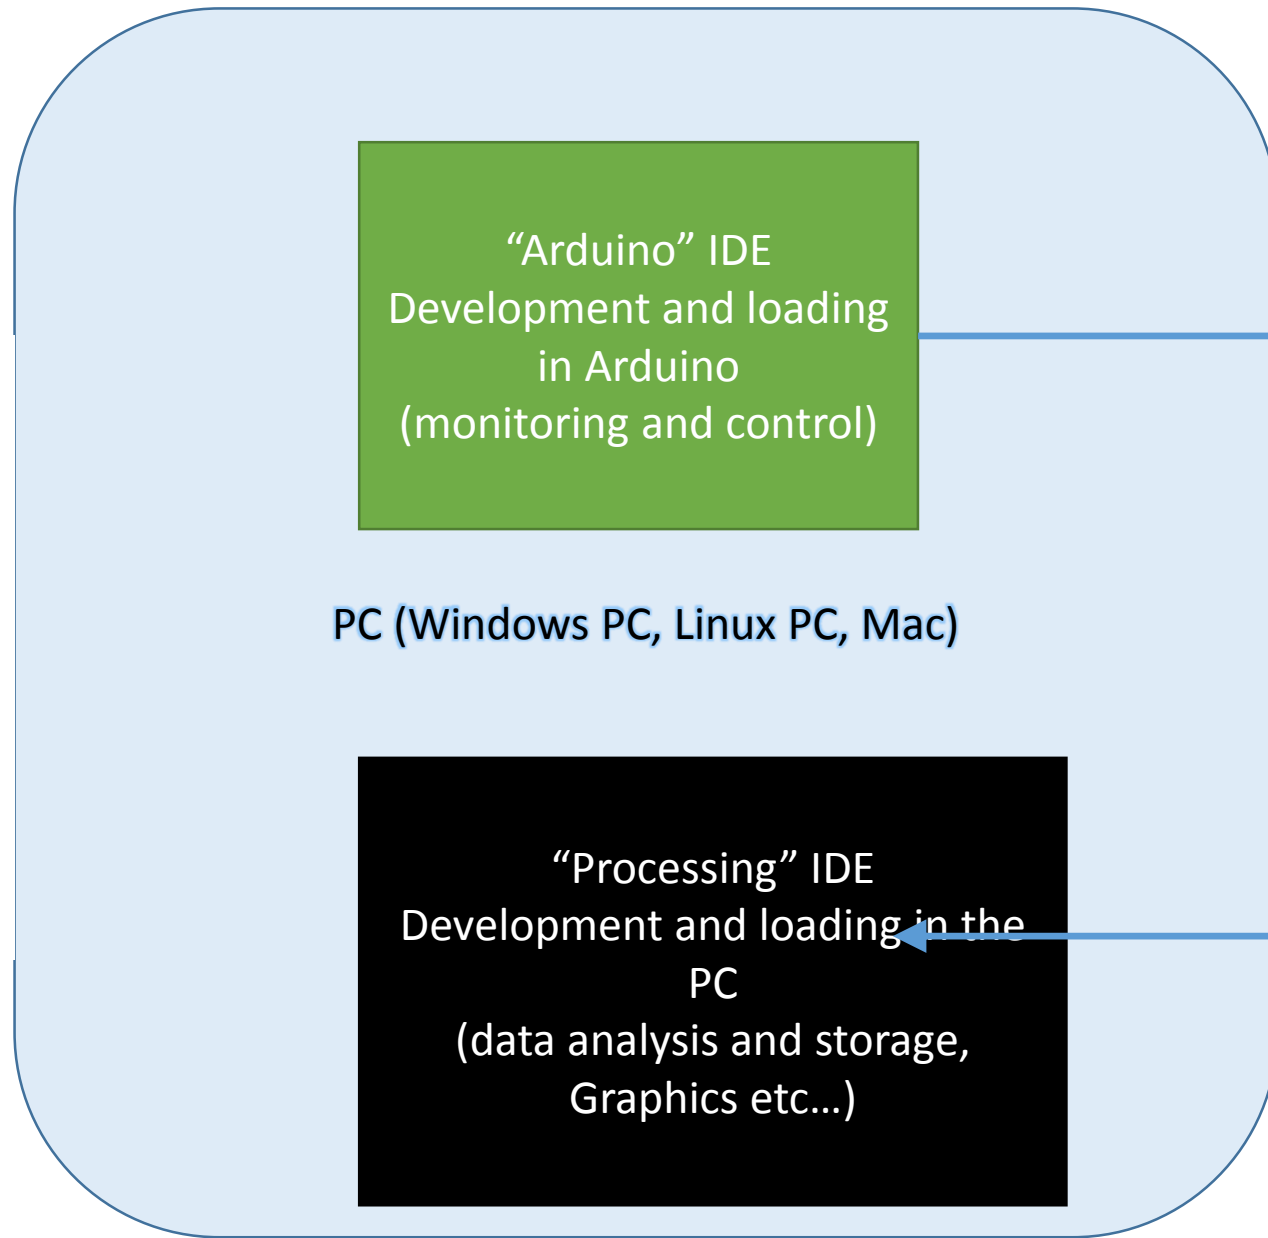 “Arduino” IDE
Development and loading
in Arduino
(monitoring and control)
PC (Windows PC, Linux PC, Mac)
“Processing” IDE
Development and loading in the
PC
(data analysis and storage,
Graphics etc…)